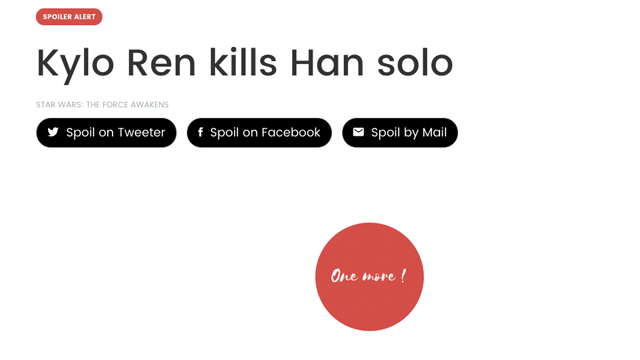 SPOILER ALERT
Kylo Ren kills Han solo
STAR WARS: THE FORCE AWAKENS
Spoil on Tweeter Spoil on Facebook Spoil by Mail
One more !